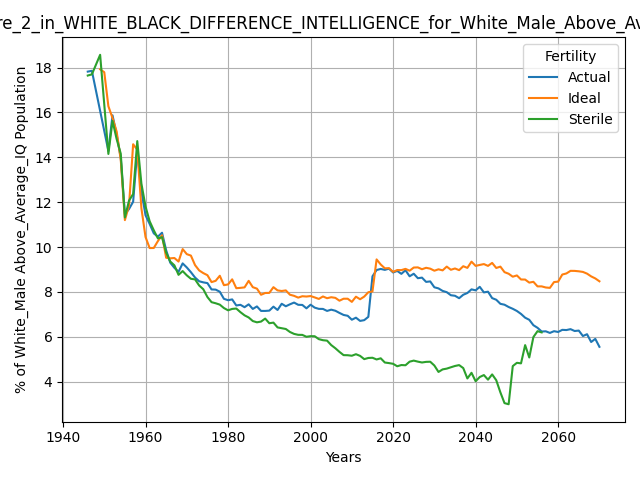 re_2_in_WHITE_BLACK_DIFFERENCE_INTELLIGENCE_for_White_Male_Above_Av
Fertility
Actual
Ideal
Sterile
% of White_Male Above_Average_IQ Population
18
16
14
12
10
8
6
4
1940 1960 1980 2000 2020 2040 2060
Years